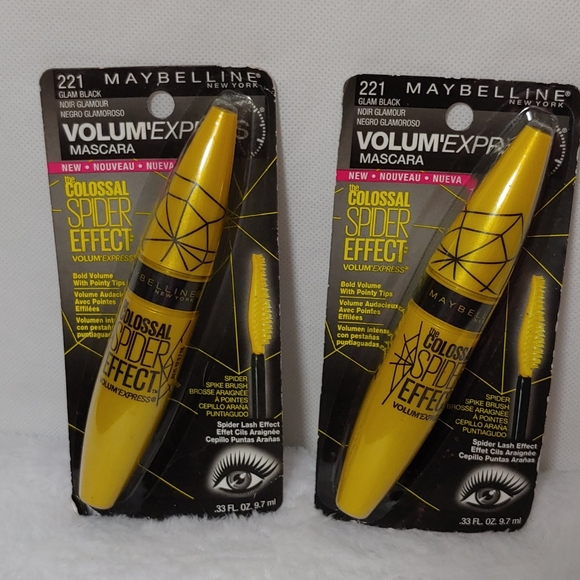 221
MAYBELLINE
NEW YORK
GLAM BLACK
NOIR GLAMOUR
NEGRO GLAMOROSO
VOLUM'EXPRESS
MASCARA
NEW • NOUVEAU • NUEVA
the
COLOSSAL
SPIDER
EFFECT
VOLUM'EXPRESS®
Bold Volume
With Pointy Tips
Volume Audacieux
Avec Pointes
Effilées
Volumen intenso
con pestañas
puntiagudas
BELLINE
NEW YORK
COLOSSAL
SPIDER
EFFECT
VOLUM'EXPRESS®
SPIDER
SPIKE BRUSH
BROSSE ARAIGNÉE
À POINTES
CEPILLO ARAÑA
PUNTIAGUDO
Spider Lash Effect
Effet Cils Araignée
Cepillo Puntas Arañas
.33 FL. OZ. 9.7 ml
221
MAYBELLINE®
NEW YORK
GLAM BLACK
NOIR GLAMOUR
NEGRO GLAMOROSO
VOLUM'EXPR
MASCARA
NEW • NOUVEAU • NUEVA
the
COLOSSAL
SPIDER
EFFECT
VOLUM'EXPRESS®
Bold Volume
With Pointy Tips
Volume Audacieux
Avec Pointes
Effilées
Volumen intenso
con pestañas
puntiagudas
MAYBELLINE
NEW YORK
the
COLOSSAL
SPIDER
EFFECT
VOLUM'EXPRESS
SPIDER
SPIKE BRUSH
BROSSE ARAIGNÉE
À POINTES
CEPILLO ARAÑA
PUNTIAGUDO
Spider Lash Effect
Effet Cils Araignée
Cepillo Puntas Arañas
.33 FL. OZ. 9.7 ml